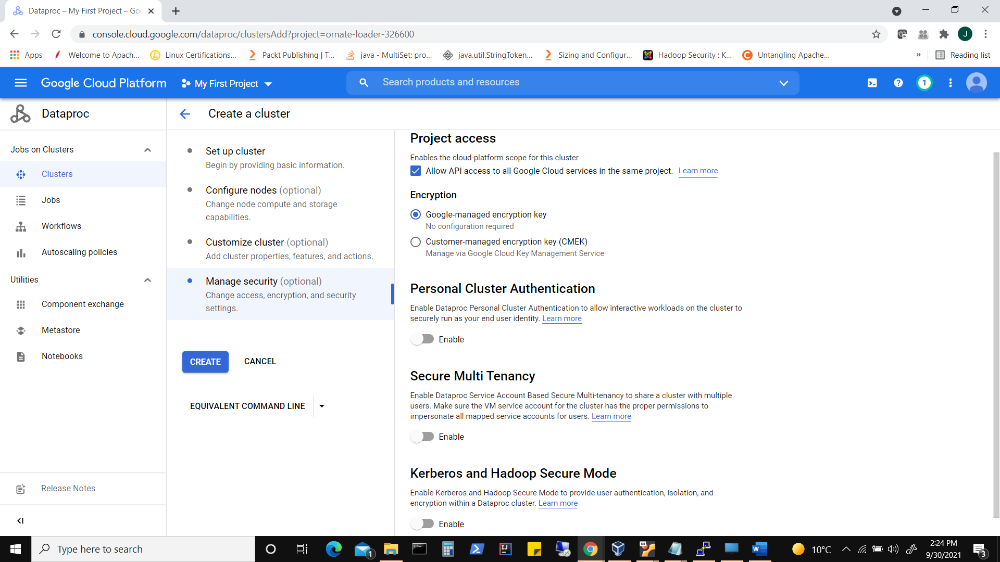 Dataproc – My First Project – Goo
console.cloud.google.com/dataproc/clustersAdd?project=ornate-loader-326600
J
Apps
Welcome to Apach...
Linux Certifications...
Packt Publishing | T...
java - MultiSet: pro...
java.util.StringToken...
Sizing and Configur...
Hadoop Security : K...
Untangling Apache...
»
Reading list
Google Cloud Platform
My First Project
Search products and resources
1
Dataproc
Create a cluster
Jobs on Clusters
Clusters
Jobs
Workflows
Autoscaling policies
Utilities
Component exchange
Metastore
Notebooks
Release Notes
Set up cluster
Begin by providing basic information.
Configure nodes (optional)
Change node compute and storage
capabilities.
Customize cluster (optional)
Add cluster properties, features, and actions.
Manage security (optional)
Change access, encryption, and security
settings.
CREATE
CANCEL
EQUIVALENT COMMAND LINE
Project access
Enables the cloud-platform scope for this cluster
Allow API access to all Google Cloud services in the same project. Learn more
Encryption
Google-managed encryption key
No configuration required
Customer-managed encryption key (CMEK)
Manage via Google Cloud Key Management Service
Personal Cluster Authentication
Enable Dataproc Personal Cluster Authentication to allow interactive workloads on the cluster to
securely run as your end user identity. Learn more
Enable
Secure Multi Tenancy
Enable Dataproc Service Account Based Secure Multi-tenancy to share a cluster with multiple
users. Make sure the VM service account for the cluster has the proper permissions to
impersonate all mapped service accounts for users. Learn more
Enable
Kerberos and Hadoop Secure Mode
Enable Kerberos and Hadoop Secure Mode to provide user authentication, isolation, and
encryption within a Dataproc cluster. Learn more
Enable
Type here to search
1
IJ
64
W
10°C
2:24 PM
9/30/2021
3